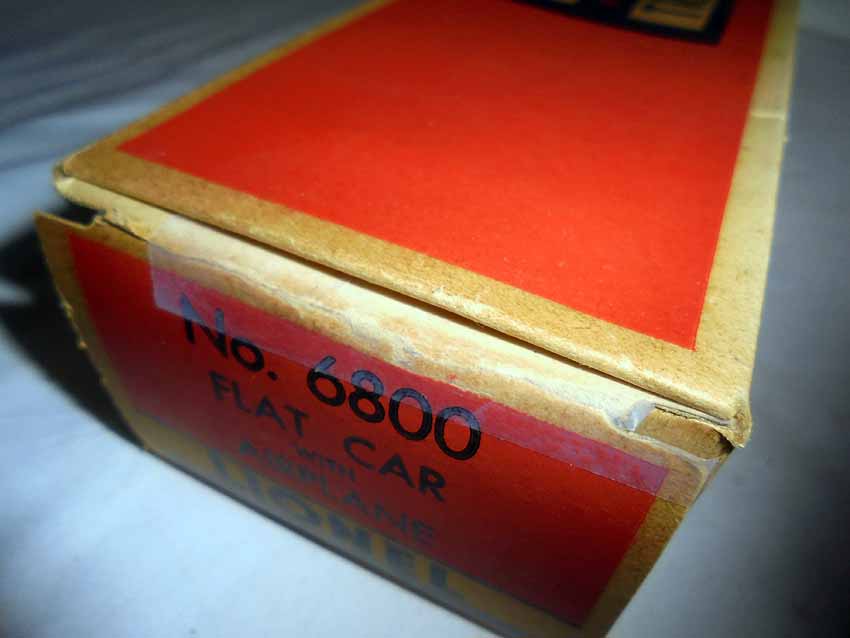 No. 6800
FLAT CAR
WITH
AIRPLANE
LIONEL